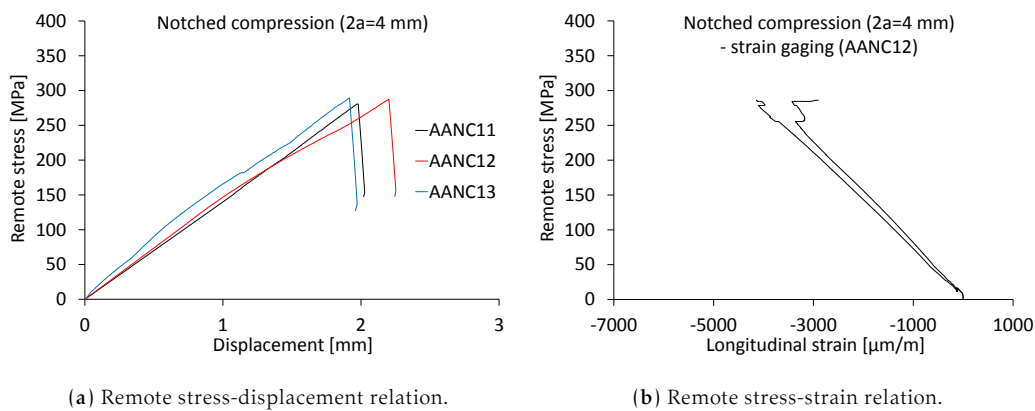 Notched compression (2a=4 mm)
Remote stress [MPa]
400
350
300
250
200
150
100
50
0
0
1
2
3
Displacement [mm]
AANC11
AANC12
AANC13
(a) Remote stress-displacement relation.
Notched compression (2a=4 mm)
- strain gaging (AANC12)
Remote stress [MPa]
400
350
300
250
200
150
100
50
0
-7000
-5000
-3000
-1000
1000
Longitudinal strain [µm/m]
(b) Remote stress-strain relation.